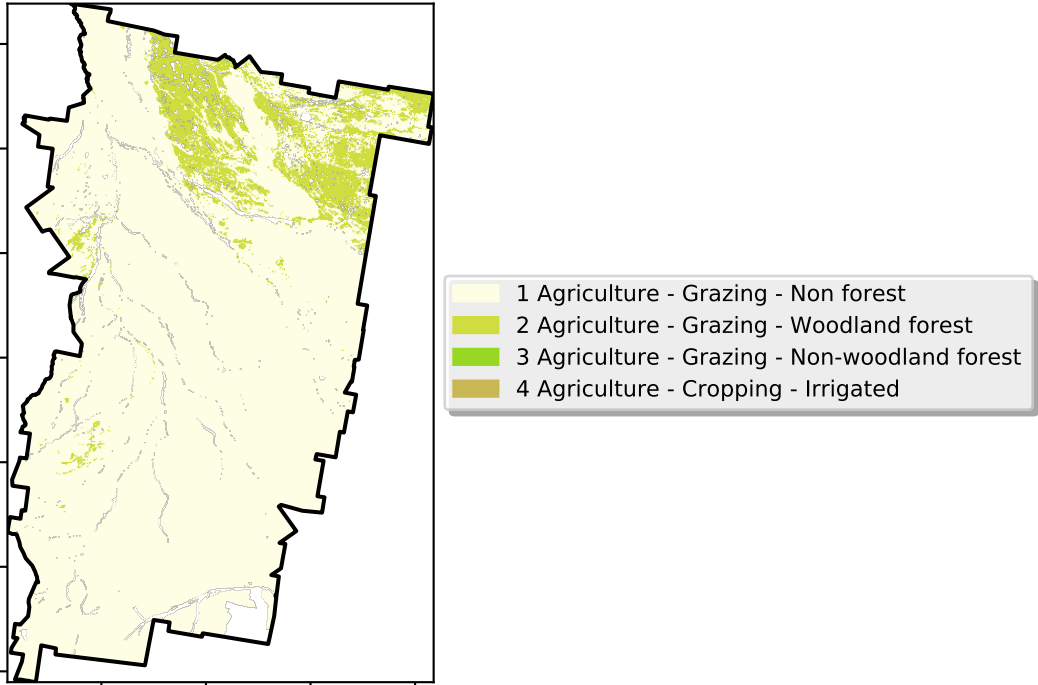 1 Agriculture - Grazing - Non forest
2 Agriculture - Grazing - Woodland forest
3 Agriculture - Grazing - Non-woodland forest
4 Agriculture - Cropping - Irrigated